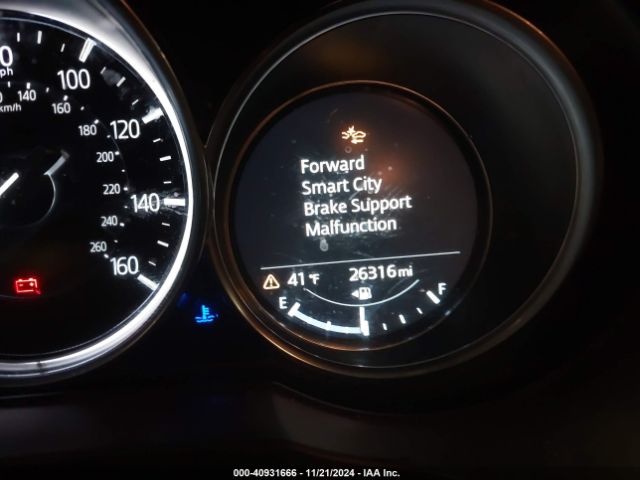 mph
100
120
140
160
km/h
140
160
180
200
220
240
260
Forward
Smart City
Brake Support
Malfunction
41°F 26316 mi
E F
000-40931666 - 11/21/2024 - IAA Inc.